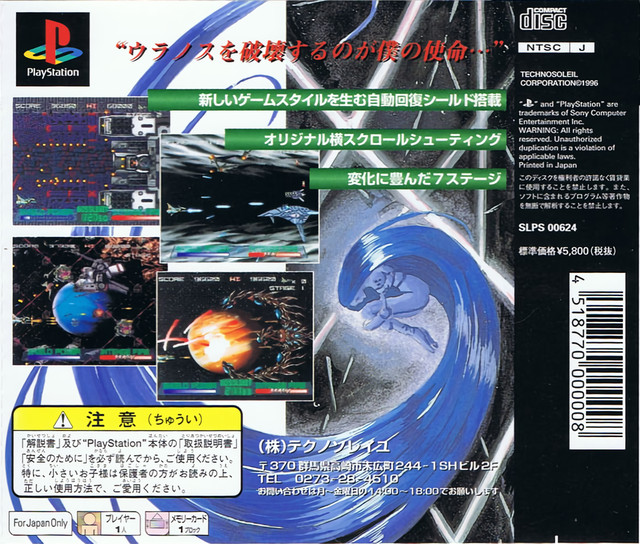 PlayStation
“ウラノスを破壊するのが僕の使命…”
新しいゲームスタイルを生む自動回復シールド搭載
オリジナル横スクロールシューティング
変化に豊んだ7ステージ
SCORE 36860 HI 68000
SCORE
HI
STAGE 1
注意（ちゅうい）
「解説書」及び“PlayStation”本体の「取扱説明書」
「安全のために」を必ず読んでから、ご使用ください。
特に、小さいお子様は保護者の方がお読みの上、
正しい使用方法で、ご愛用ください。
For Japan Only
プレイヤー
1人
メモリーカード
1ブロック
(株)テクノソレイユ
〒370 群馬県高崎市末広町244-1SHビル2F
TEL 0273-28-4510
お問い合わせは月〜金曜日の14:00〜18:00でお願いします
COMPACT
disc
NTSC J
TECHNOSOLEIL
CORPORATION©1996
“PS” and “PlayStation” are
trademarks of Sony Computer
Entertainment Inc.
WARNING: All rights
reserved. Unauthorized
duplication is a violation of
applicable laws.
Printed in Japan
このディスクを権利者の許諾なく賃貸業
に使用することを禁止します。また、
ソフトに含まれるプログラム等著作物
を無断で解析することを禁止します。
SLPS 00624
標準価格¥5,800(税抜)
4 518770 000008